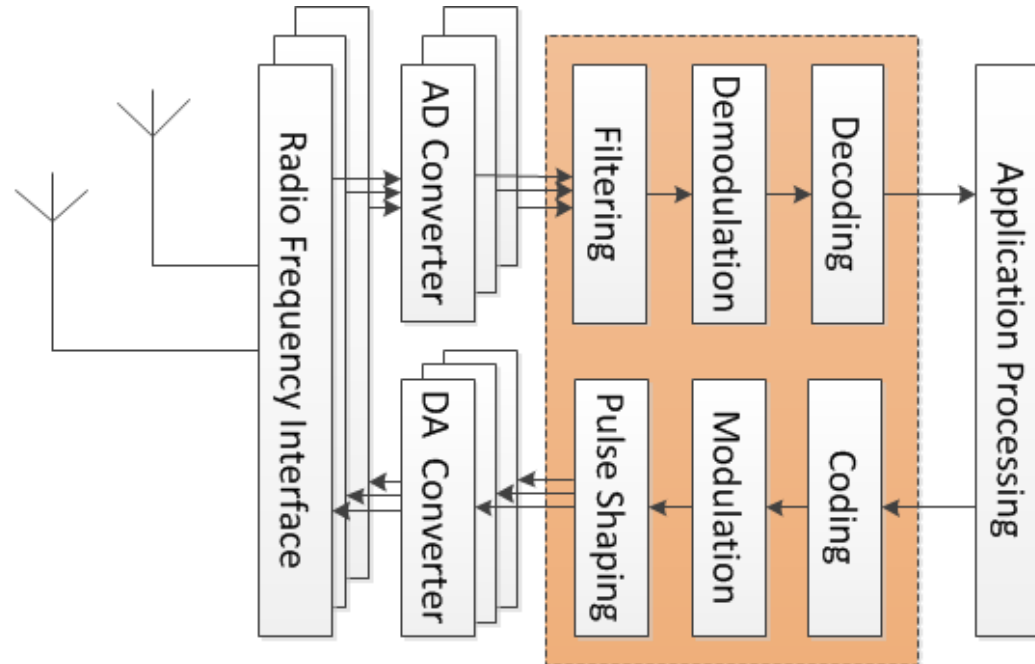 Radio Frequency Interface
AD Converter
Filtering
Demodulation
Decoding
Application Processing
DA Converter
Pulse Shaping
Modulation
Coding